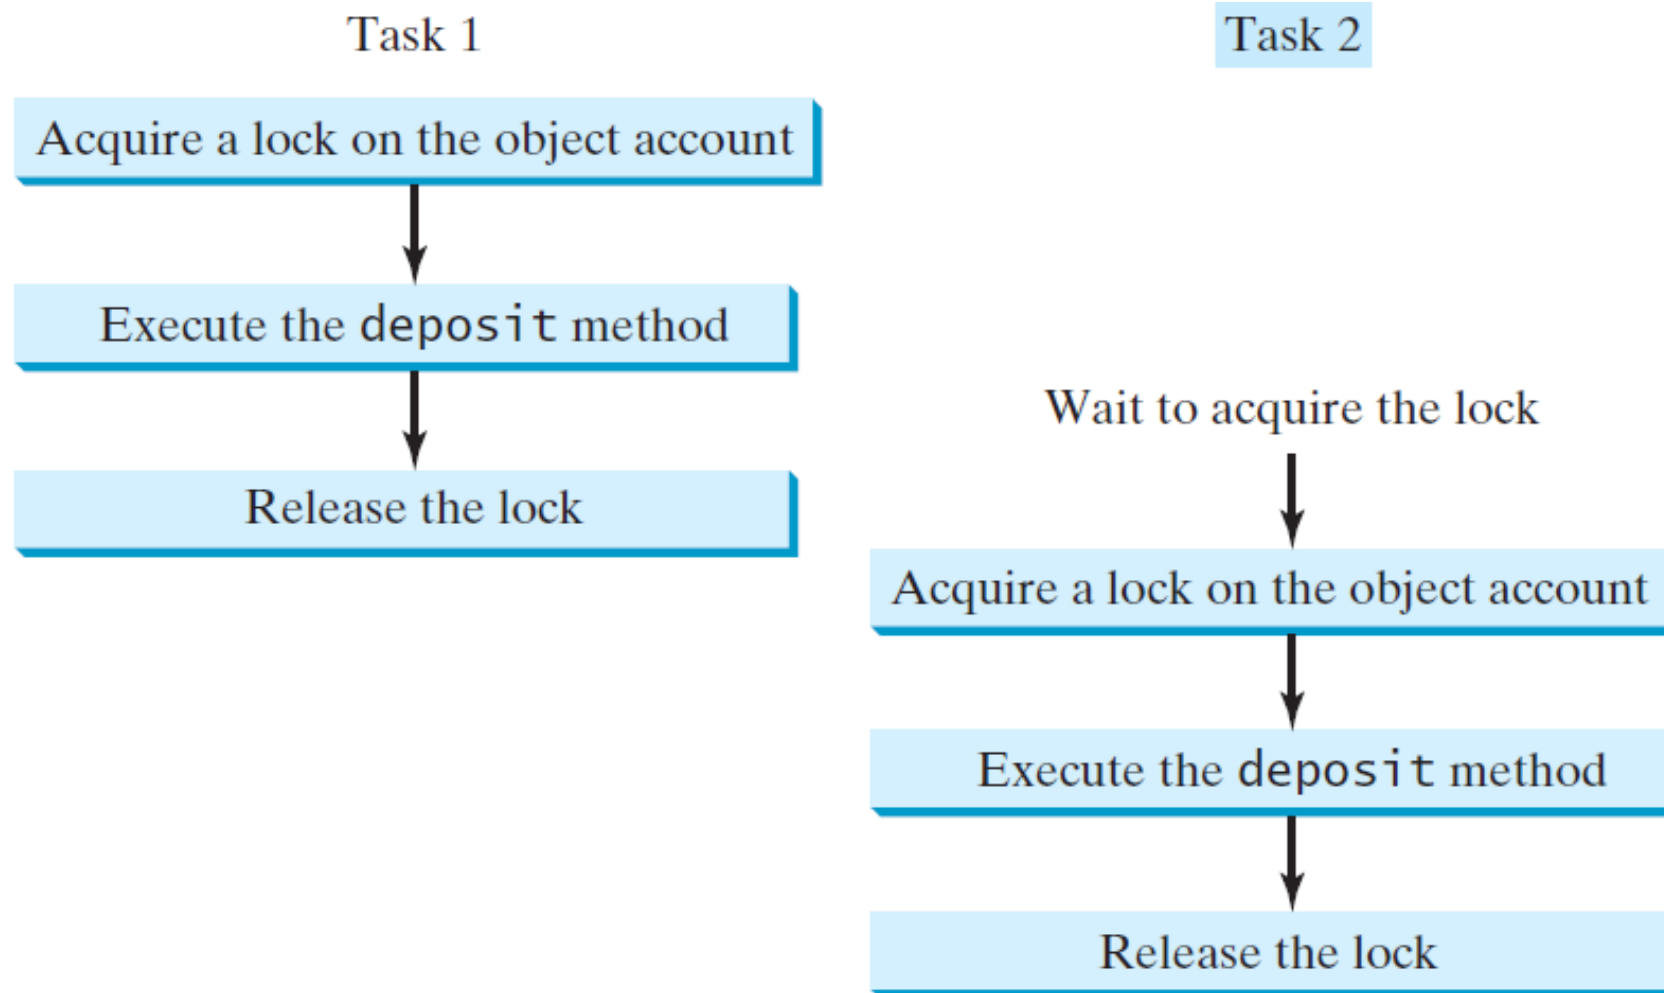 Task 1
Acquire a lock on the object account
Execute the deposit method
Release the lock
Task 2
Wait to acquire the lock
Acquire a lock on the object account
Execute the deposit method
Release the lock